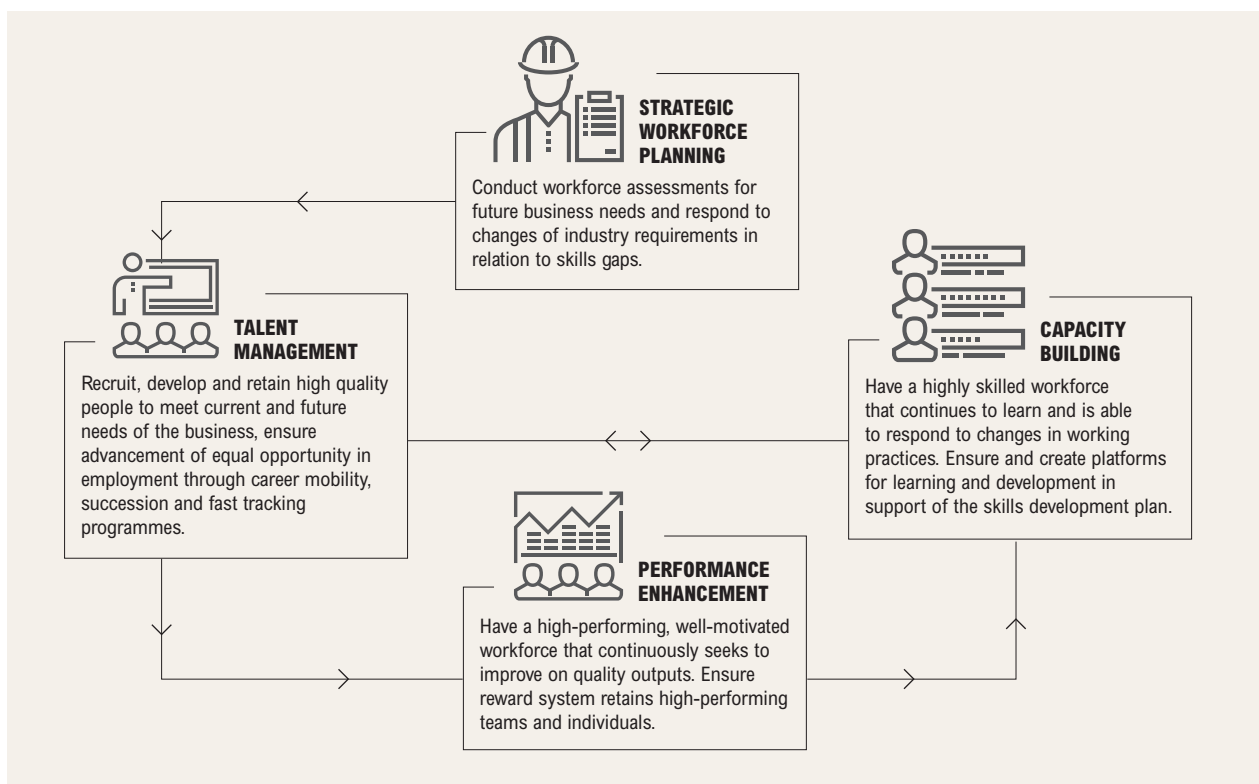 STRATEGIC
WORKFORCE
PLANNING
Conduct workforce assessments for
future business needs and respond to
changes of industry requirements in
relation to skills gaps.
TALENT
MANAGEMENT
Recruit, develop and retain high quality
people to meet current and future
needs of the business, ensure
advancement of equal opportunity in
employment through career mobility,
succession and fast tracking
programmes.
CAPACITY
BUILDING
Have a highly skilled workforce
that continues to learn and is able
to respond to changes in working
practices. Ensure and create platforms
for learning and development in
support of the skills development plan.
PERFORMANCE
ENHANCEMENT
Have a high-performing, well-motivated
workforce that continuously seeks to
improve on quality outputs. Ensure
reward system retains high-performing
teams and individuals.